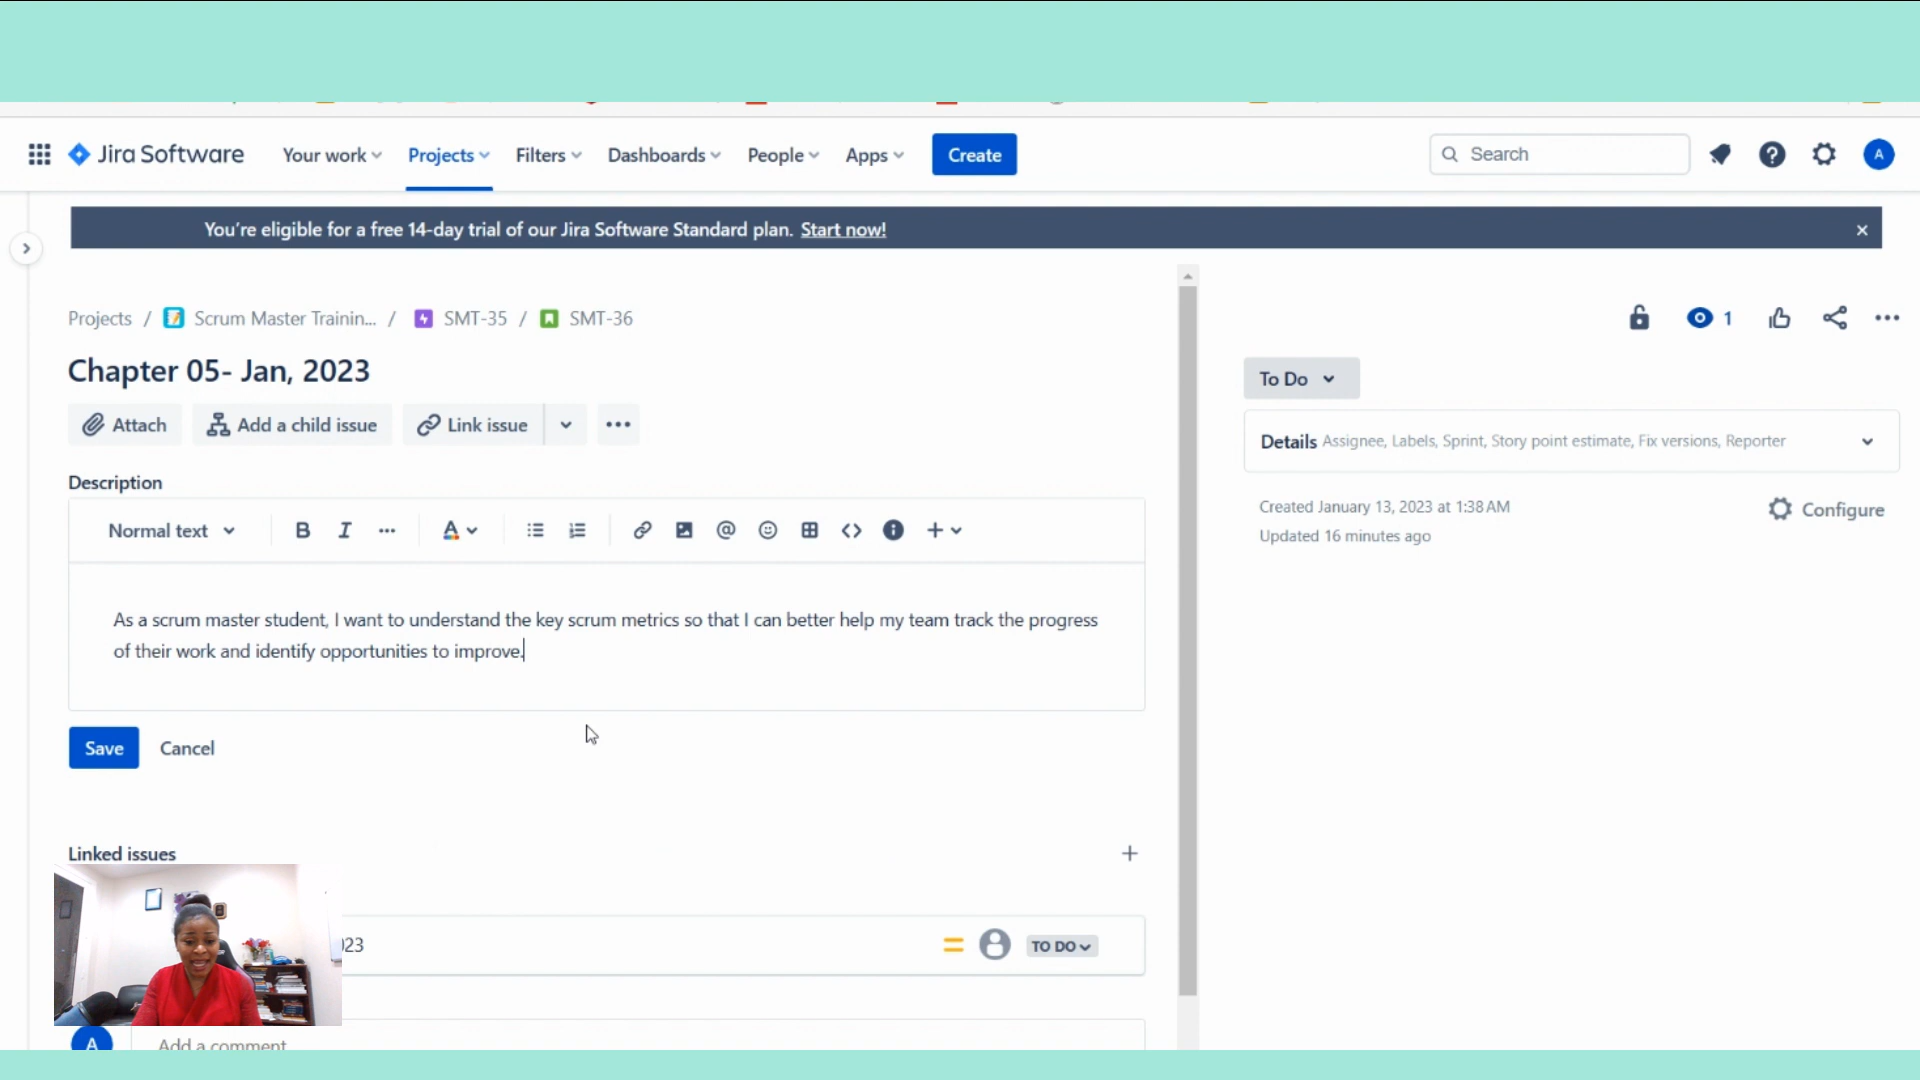 Jira Software Your work Projects Filters Dashboards People Apps Create Search A
You're eligible for a free 14-day trial of our Jira Software Standard plan. Start now!
Projects / Scrum Master Trainin... / SMT-35 / SMT-36
1
Chapter 05- Jan, 2023
To Do
Attach Add a child issue Link issue
Details Assignee, Labels, Sprint, Story point estimate, Fix versions, Reporter
Description
Created January 13, 2023 at 1:38 AM
Configure
Updated 16 minutes ago
Normal text B I A
As a scrum master student, I want to understand the key scrum metrics so that I can better help my team track the progress
of their work and identify opportunities to improve.
Save Cancel
Linked issues
023 TO DO
A Add a comment